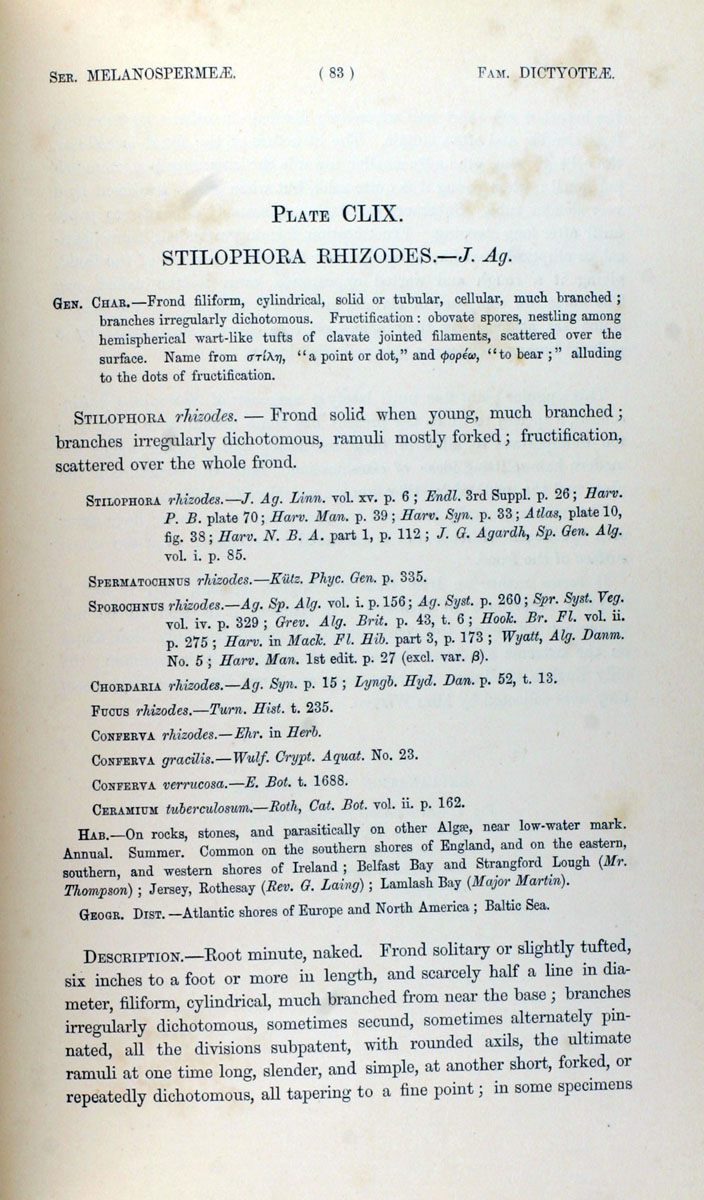 Ser. MELANOSPERMEÆ. ( 83 ) Fam. DICTYOTEÆ.
Plate CLIX.
STILOPHORA RHIZODES.—J. Ag.
Gen. Char.—Frond filiform, cylindrical, solid or tubular, cellular, much branched ;
branches irregularly dichotomous. Fructification : obovate spores, nestling among
hemispherical wart-like tufts of clavate jointed filaments, scattered over the
surface. Name from στίλη, “a point or dot,” and φορέω, “to bear ;” alluding
to the dots of fructification.
Stilophora rhizodes. — Frond solid when young, much branched ;
branches irregularly dichotomous, ramuli mostly forked ; fructification,
scattered over the whole frond.
Stilophora rhizodes.—J. Ag. Linn. vol. xv. p. 6 ; Endl. 3rd Suppl. p. 26 ; Harv.
P. B. plate 70 ; Harv. Man. p. 39 ; Harv. Syn. p. 33 ; Atlas, plate 10,
fig. 38 ; Harv. N. B. A. part 1, p. 112 ; J. G. Agardh, Sp. Gen. Alg.
vol. i. p. 85.
Spermatochnus rhizodes.—Kütz. Phyc. Gen. p. 335.
Sporochnus rhizodes.—Ag. Sp. Alg. vol. i. p. 156 ; Ag. Syst. p. 260 ; Spr. Syst. Veg.
vol. iv. p. 329 ; Grev. Alg. Brit. p. 43, t. 6 ; Hook. Br. Fl. vol. ii.
p. 275 ; Harv. in Mack. Fl. Hib. part 3, p. 173 ; Wyatt, Alg. Danm.
No. 5 ; Harv. Man. 1st edit. p. 27 (excl. var. β).
Chordaria rhizodes.—Ag. Syn. p. 15 ; Lyngb. Hyd. Dan. p. 52, t. 13.
Fucus rhizodes.—Turn. Hist. t. 235.
Conferva rhizodes.—Ehr. in Herb.
Conferva gracilis.—Wulf. Crypt. Aquat. No. 23.
Conferva verrucosa.—E. Bot. t. 1688.
Ceramium tuberculosum.—Roth, Cat. Bot. vol. ii. p. 162.
Hab.—On rocks, stones, and parasitically on other Algæ, near low-water mark.
Annual. Summer. Common on the southern shores of England, and on the eastern,
southern, and western shores of Ireland ; Belfast Bay and Strangford Lough (Mr.
Thompson) ; Jersey, Rothesay (Rev. G. Laing) ; Lamlash Bay (Major Martin).
Geogr. Dist. —Atlantic shores of Europe and North America ; Baltic Sea.
Description.—Root minute, naked. Frond solitary or slightly tufted,
six inches to a foot or more in length, and scarcely half a line in dia-
meter, filiform, cylindrical, much branched from near the base ; branches
irregularly dichotomous, sometimes secund, sometimes alternately pin-
nated, all the divisions subpatent, with rounded axils, the ultimate
ramuli at one time long, slender, and simple, at another short, forked, or
repeatedly dichotomous, all tapering to a fine point ; in some specimens